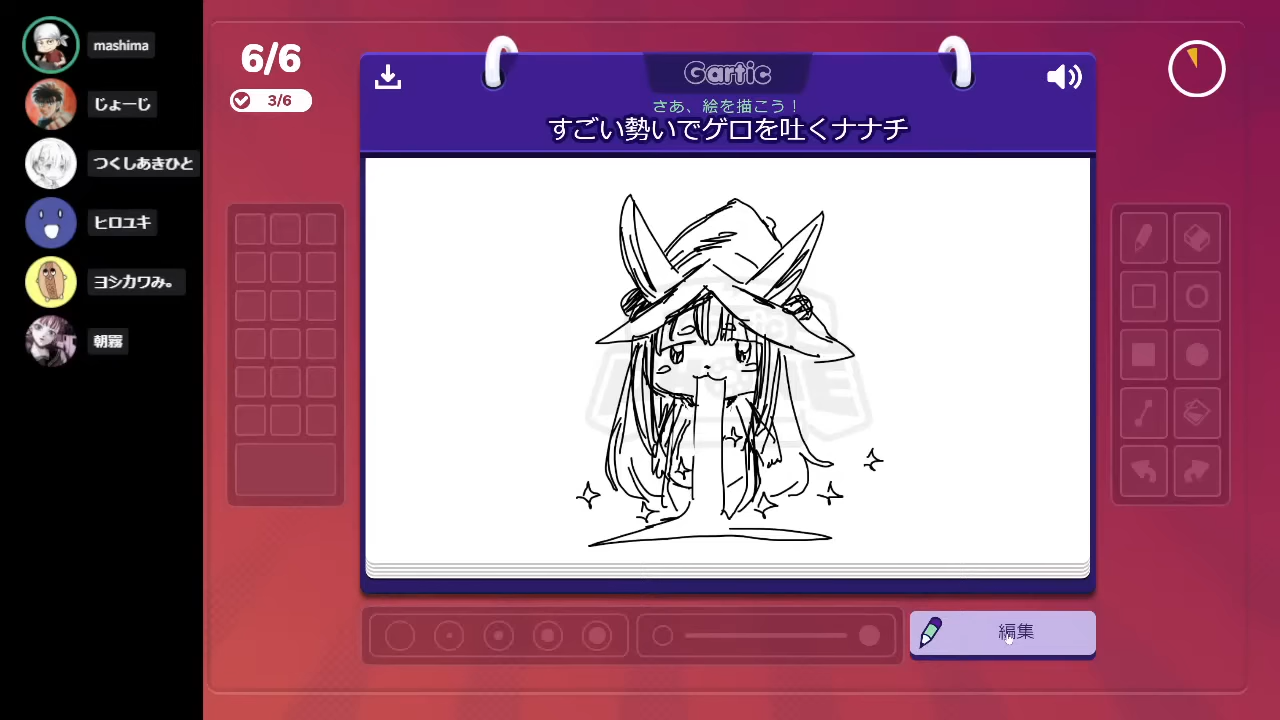 mashima
じょーじ
つくしあきひと
ヒロユキ
ヨシカワみ。
朝霧
6/6
3/6
Gartic
さあ、絵を描こう！
すごい勢いでゲロを吐くナナチ
編集